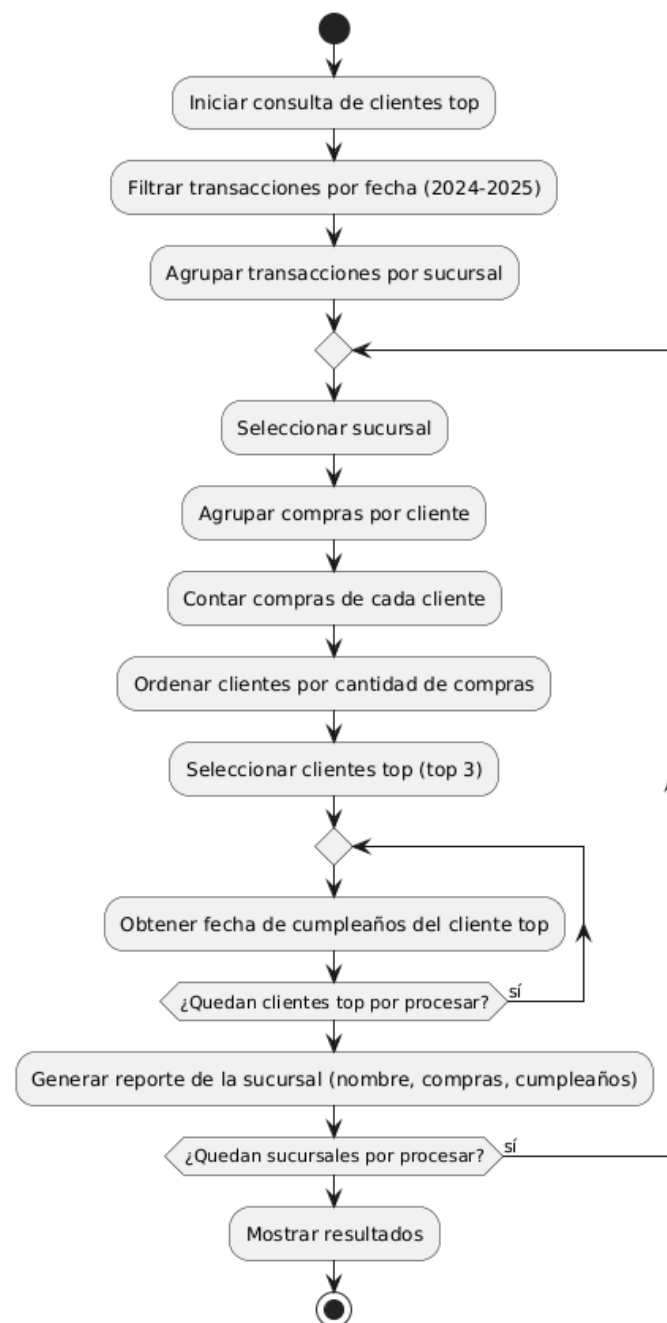 Iniciar consulta de clientes top
Filtrar transacciones por fecha (2024-2025)
Agrupar transacciones por sucursal
Seleccionar sucursal
Agrupar compras por cliente
Contar compras de cada cliente
Ordenar clientes por cantidad de compras
Seleccionar clientes top (top 3)
Obtener fecha de cumpleaños del cliente top
¿Quedan clientes top por procesar?
sí
Generar reporte de la sucursal (nombre, compras, cumpleaños)
¿Quedan sucursales por procesar?
sí
Mostrar resultados